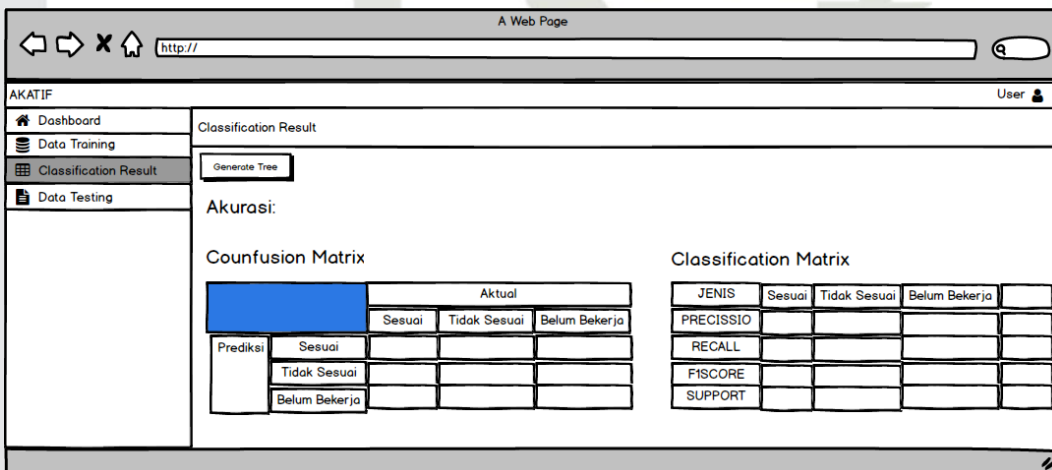 A Web Page
http://
AKATIF
User
Dashboard
Data Training
Classification Result
Data Testing
Classification Result
Generate Tree
Akurasi:
Counfusion Matrix
Aktual
Sesuai Tidak Sesuai Belum Bekerja
Prediksi Sesuai
Tidak Sesuai
Belum Bekerja
Classification Matrix
JENIS Sesuai Tidak Sesuai Belum Bekerja
PRECISSIO
RECALL
F1SCORE
SUPPORT